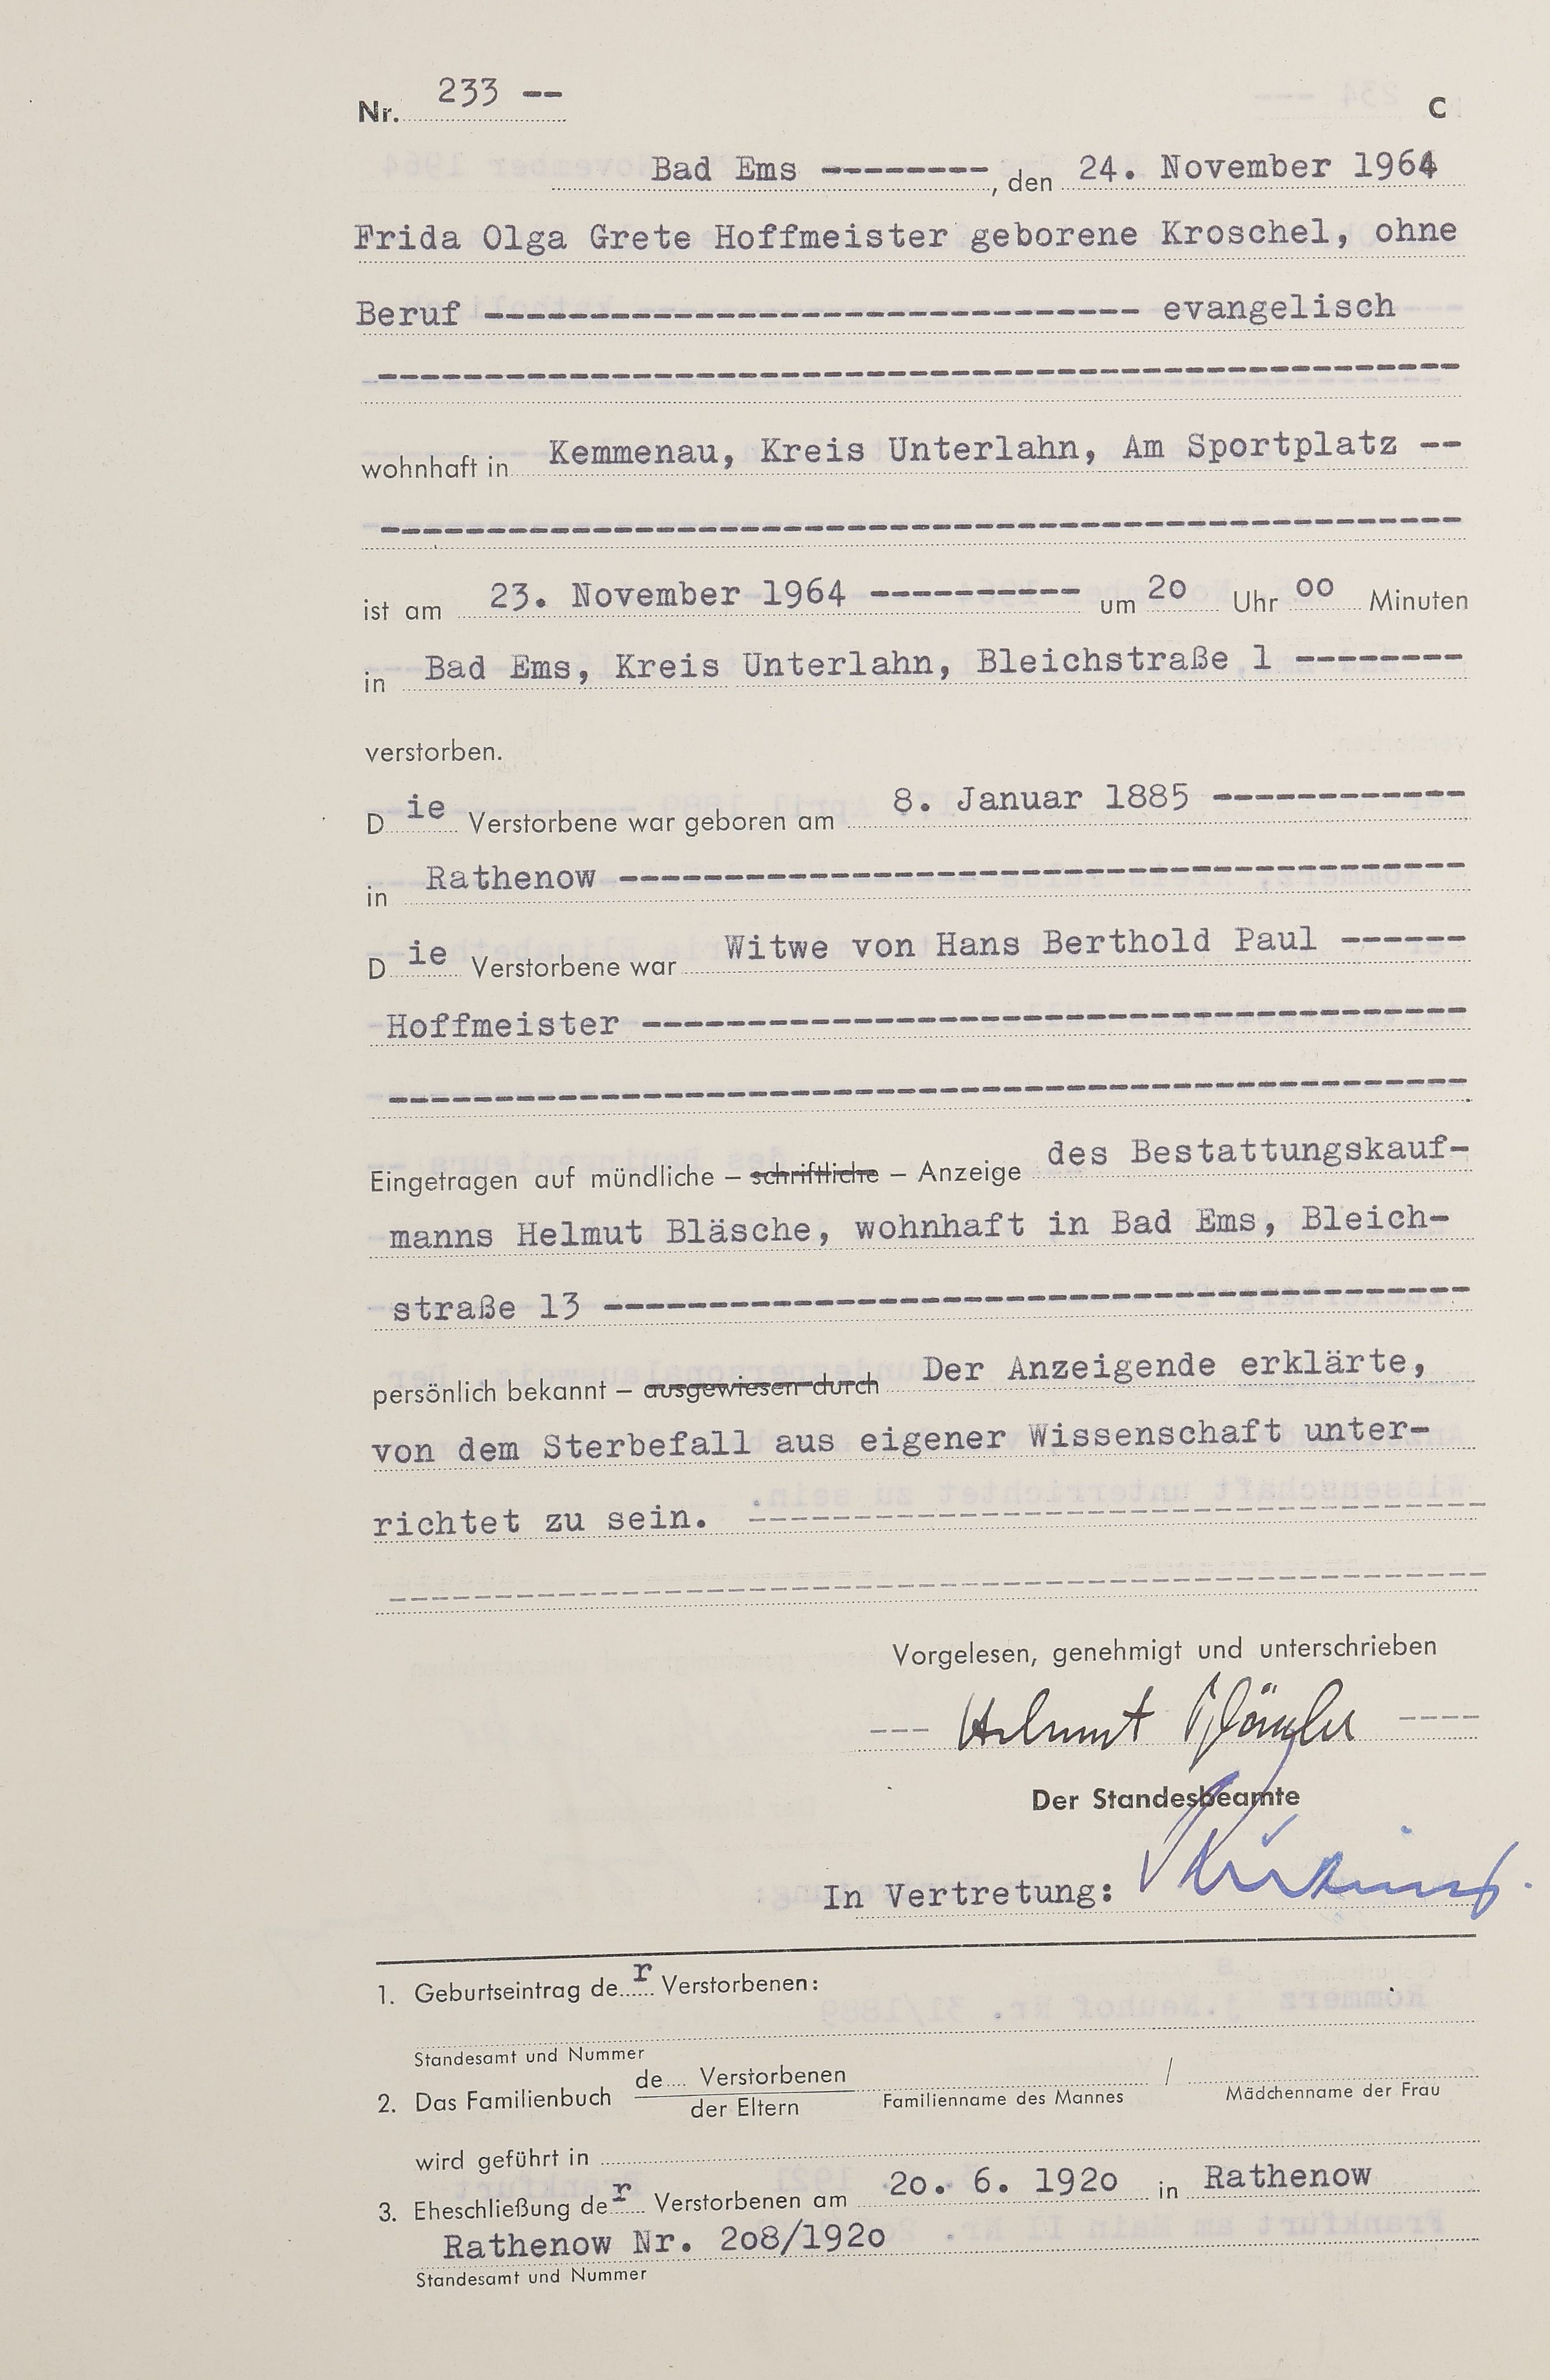 Nr. 233 --
C
Bad Ems --------, den 24. November 1964
Frida Olga Grete Hoffmeister geborene Kroschel, ohne
Beruf ------------------------------- evangelisch
---------------------------------------------------
wohnhaft in Kemmenau, Kreis Unterlahn, Am Sportplatz --
---------------------------------------------------
ist am 23. November 1964 ---------- um 2o Uhr oo Minuten
in Bad Ems, Kreis Unterlahn, Bleichstraße 1 --------
verstorben.
Die Verstorbene war geboren am 8. Januar 1885 ------------
in Rathenow ----------------------------------------
Die Verstorbene war Witwe von Hans Berthold Paul ------
Hoffmeister ---------------------------------------
---------------------------------------------------
Eingetragen auf mündliche – schriftliche – Anzeige des Bestattungskauf-
manns Helmut Bläsche, wohnhaft in Bad Ems, Bleich-
straße 13 -----------------------------------------
persönlich bekannt – ausgewiesen durch Der Anzeigende erklärte,
von dem Sterbefall aus eigener Wissenschaft unter-
richtet zu sein. -----------------------------------
----------------------------------------------------
Vorgelesen, genehmigt und unterschrieben
--- Helmut Bläsche ----
Der Standesbeamte
In Vertretung:
1. Geburtseintrag der Verstorbenen:
Standesamt und Nummer
2. Das Familienbuch de.... Verstorbenen /
der Eltern Familienname des Mannes Mädchenname der Frau
wird geführt in
3. Eheschließung der Verstorbenen am 2o. 6. 192o in Rathenow
Rathenow Nr. 2o8/192o
Standesamt und Nummer